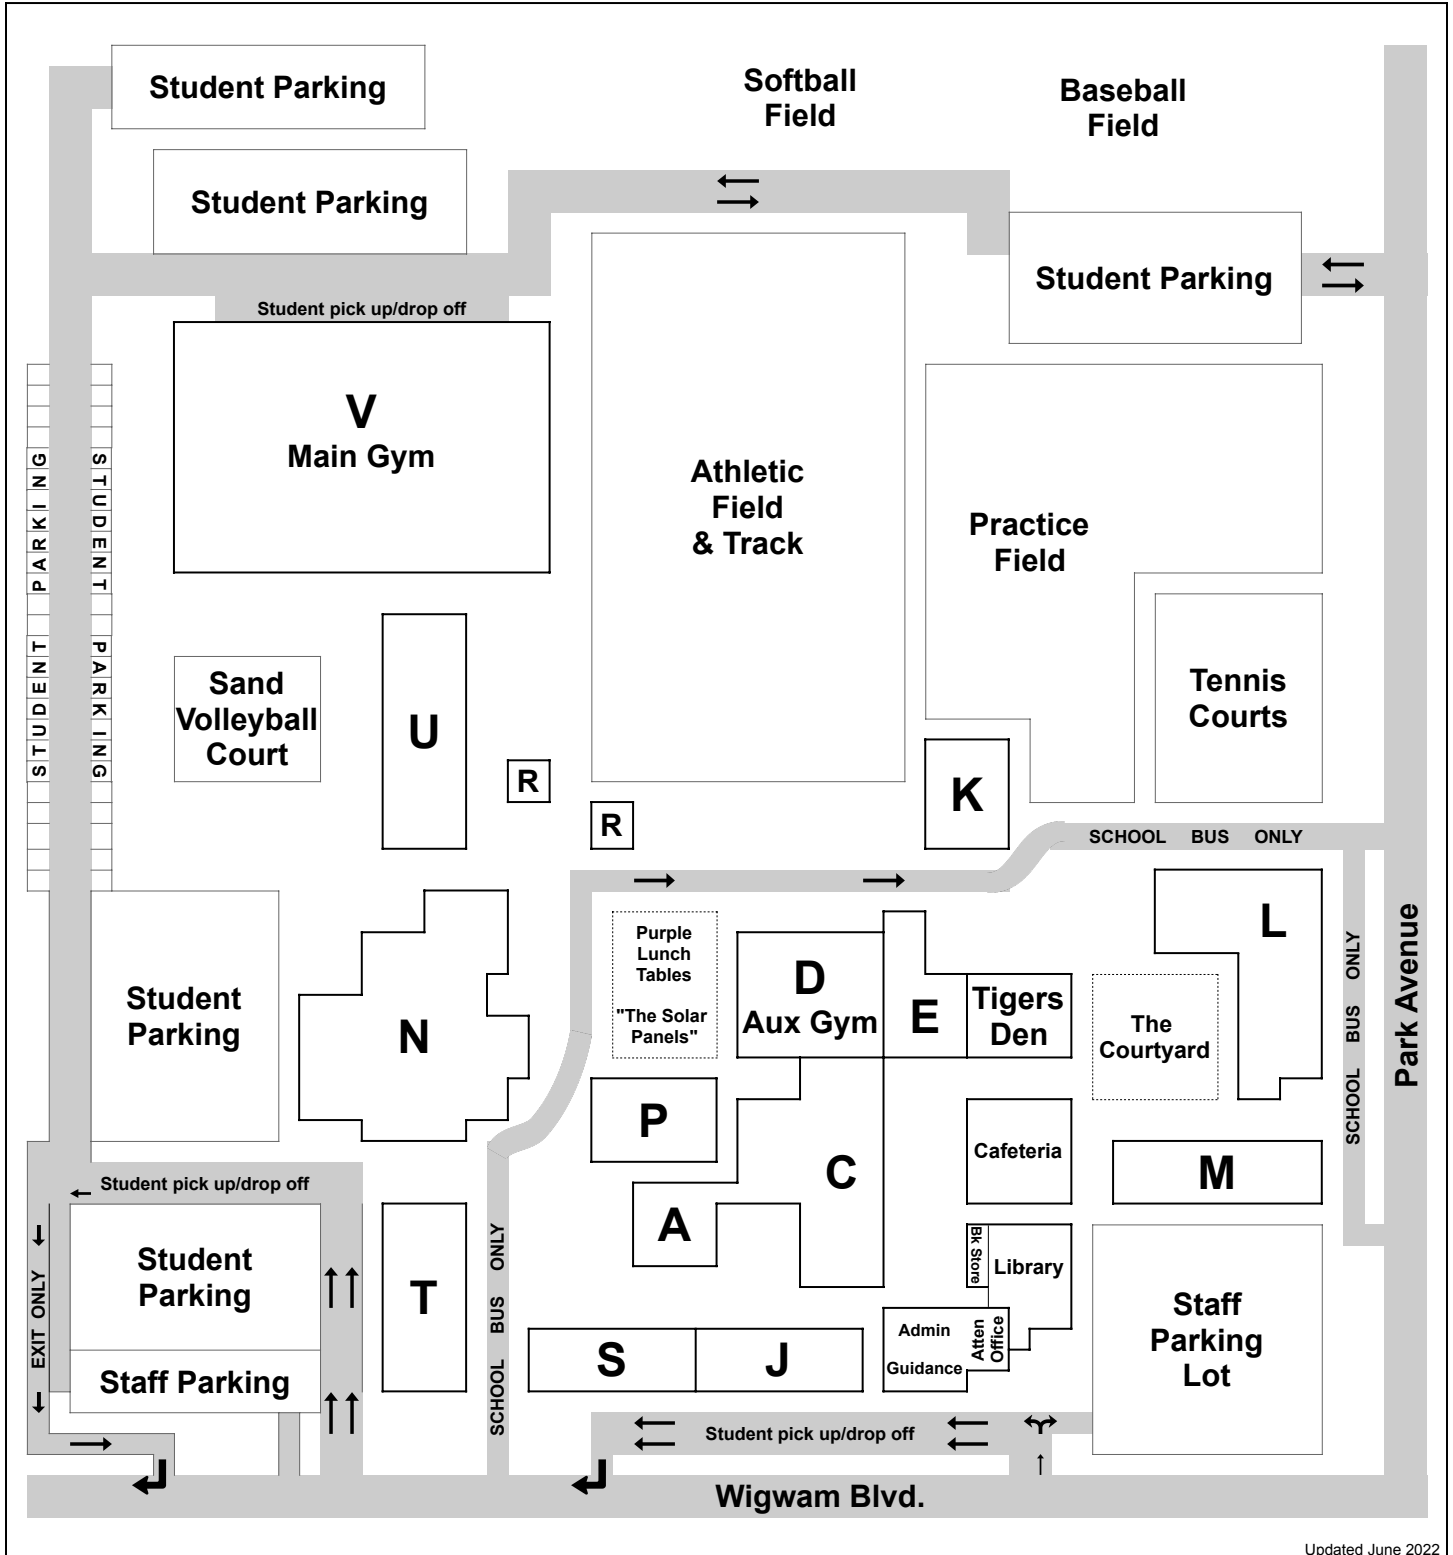 Student Parking
Softball
Field
Baseball
Field
Student Parking
Student Parking
Student pick up/drop off
V
Main Gym
Athletic
Field
& Track
Practice
Field
STUDENT PARKING
STUDENT PARKING
STUDENT PARKING
STUDENT PARKING
Sand
Volleyball
Court
U
R
R
K
Tennis
Courts
SCHOOL BUS ONLY
Student
Parking
N
Purple
Lunch
Tables
"The Solar
Panels"
D
Aux Gym
E
Tigers
Den
The
Courtyard
L
SCHOOL BUS ONLY
Park Avenue
P
A
C
Cafeteria
M
Student pick up/drop off
Student
Parking
Staff Parking
EXIT ONLY
T
SCHOOL BUS ONLY
S
J
Bk Store
Library
Admin
Guidance
Atten
Office
Staff
Parking
Lot
Student pick up/drop off
Wigwam Blvd.
Updated June 2022